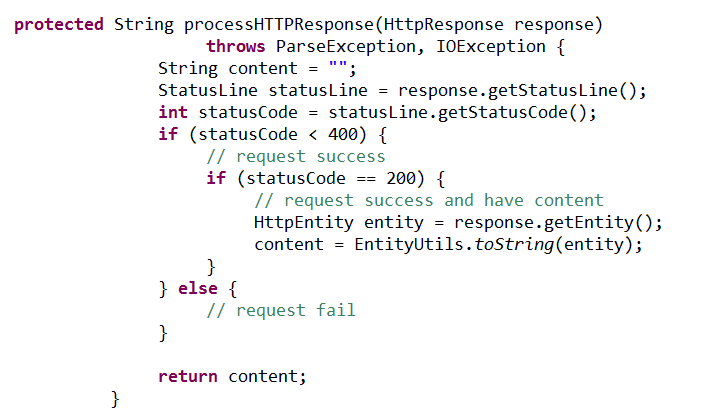 protected String processHTTPResponse(HttpResponse response)
throws ParseException, IOException {
String content = "";
StatusLine statusLine = response.getStatusLine();
int statusCode = statusLine.getStatusCode();
if (statusCode < 400) {
// request success
if (statusCode == 200) {
// request success and have content
HttpEntity entity = response.getEntity();
content = EntityUtils.toString(entity);
}
} else {
// request fail
}
return content;
}